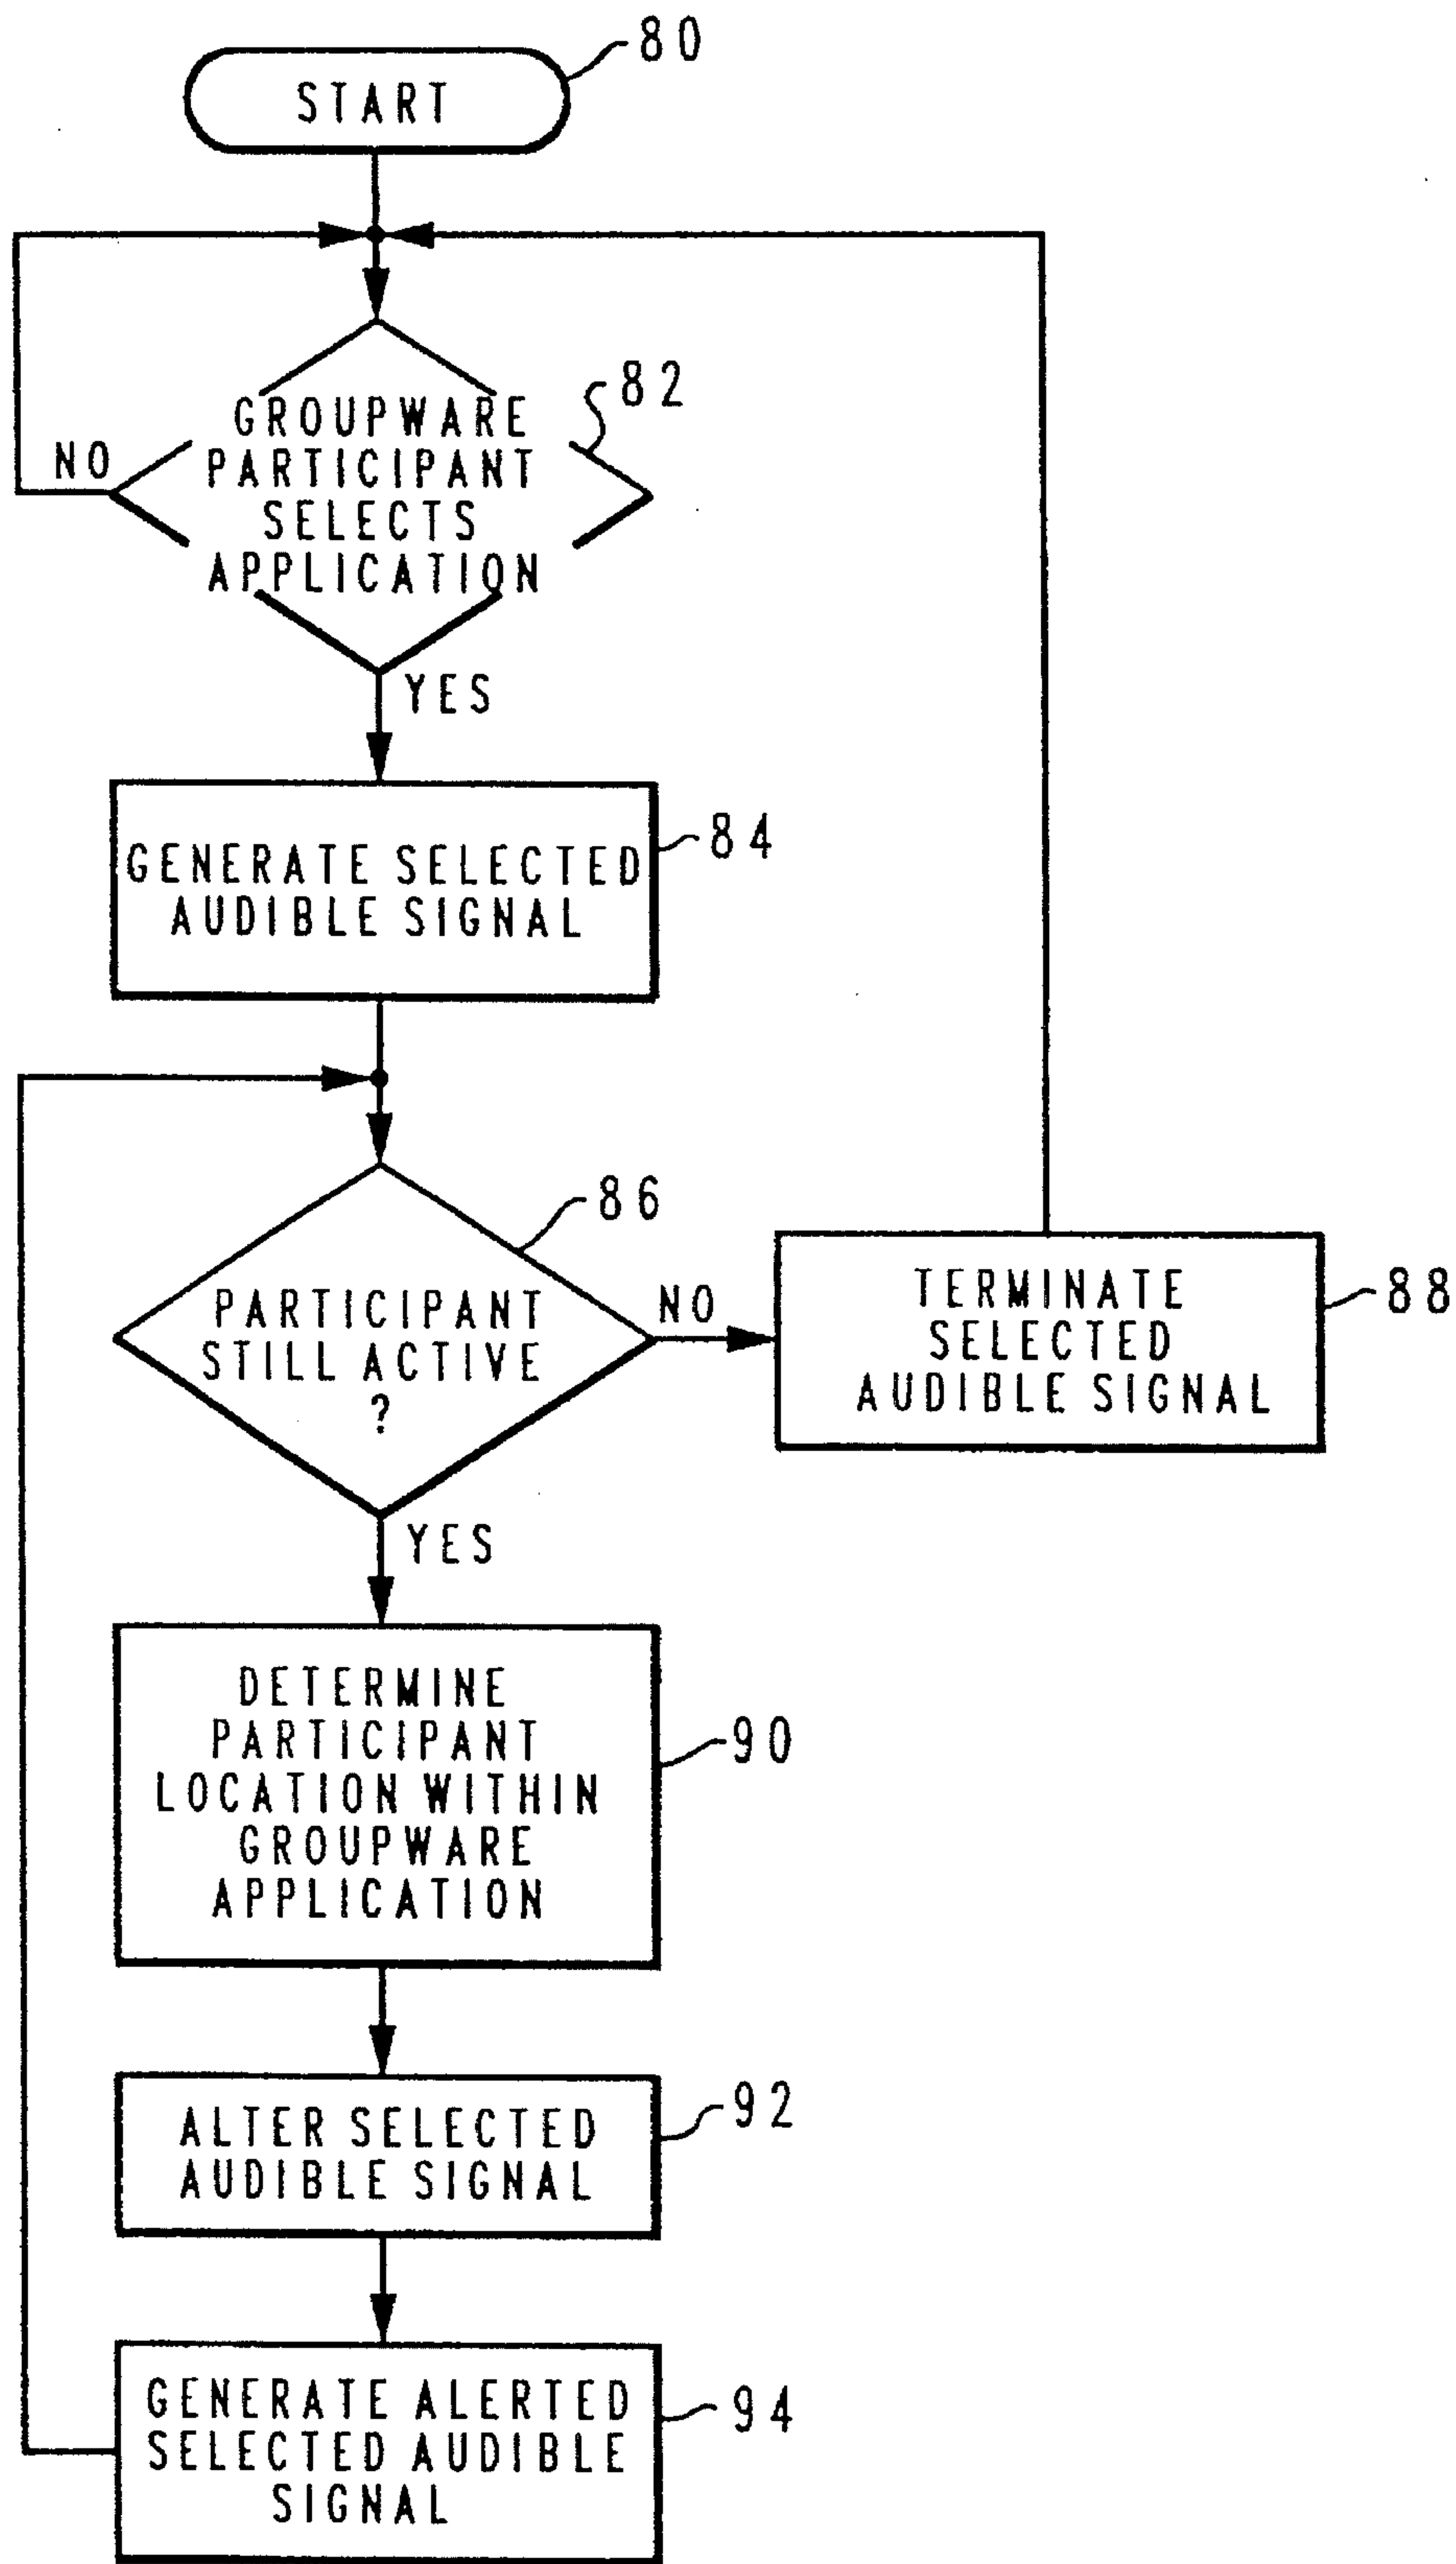 80
START
82
GROUPWARE
PARTICIPANT
SELECTS
APPLICATION
NO
YES
84
GENERATE SELECTED
AUDIBLE SIGNAL
86
PARTICIPANT
STILL ACTIVE
?
NO
TERMINATE
SELECTED
AUDIBLE SIGNAL
88
YES
DETERMINE
PARTICIPANT
LOCATION WITHIN
GROUPWARE
APPLICATION
90
ALTER SELECTED
AUDIBLE SIGNAL
92
GENERATE ALERTED
SELECTED AUDIBLE
SIGNAL
94